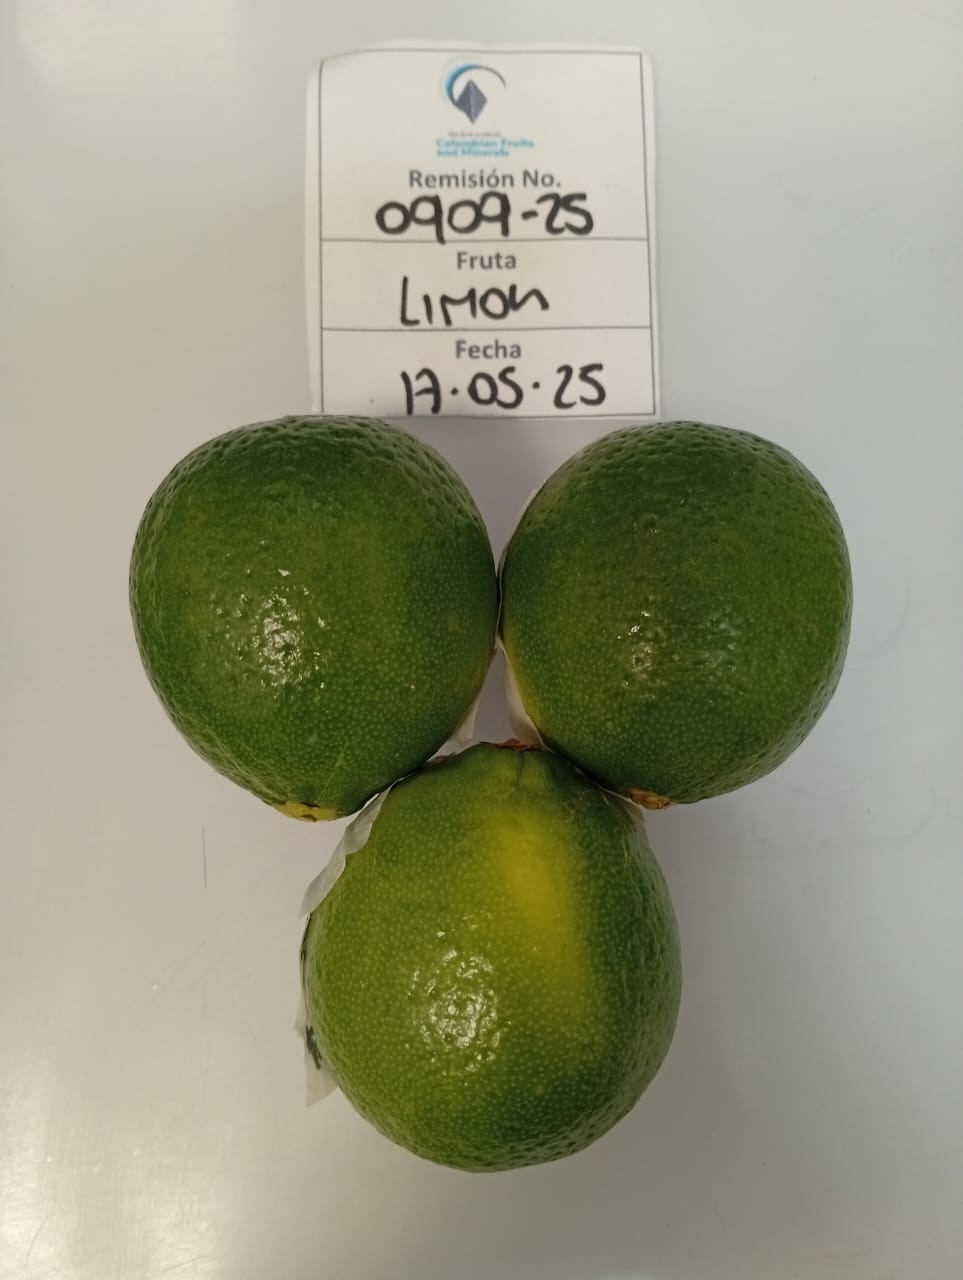 Colombian Fruits
and Minerals
Remisión No.
0909-25
Fruta
LIMON
Fecha
17.05.25